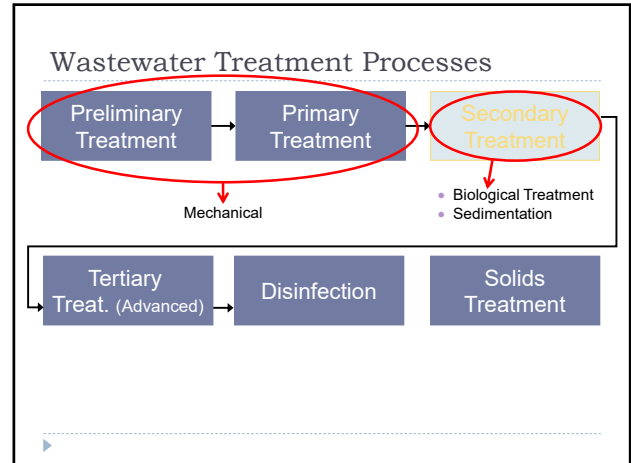 Wastewater Treatment Processes
Preliminary
Treatment
Primary
Treatment
Secondary
Treatment
Mechanical
• Biological Treatment
• Sedimentation
Tertiary
Treat. (Advanced)
Disinfection
Solids
Treatment